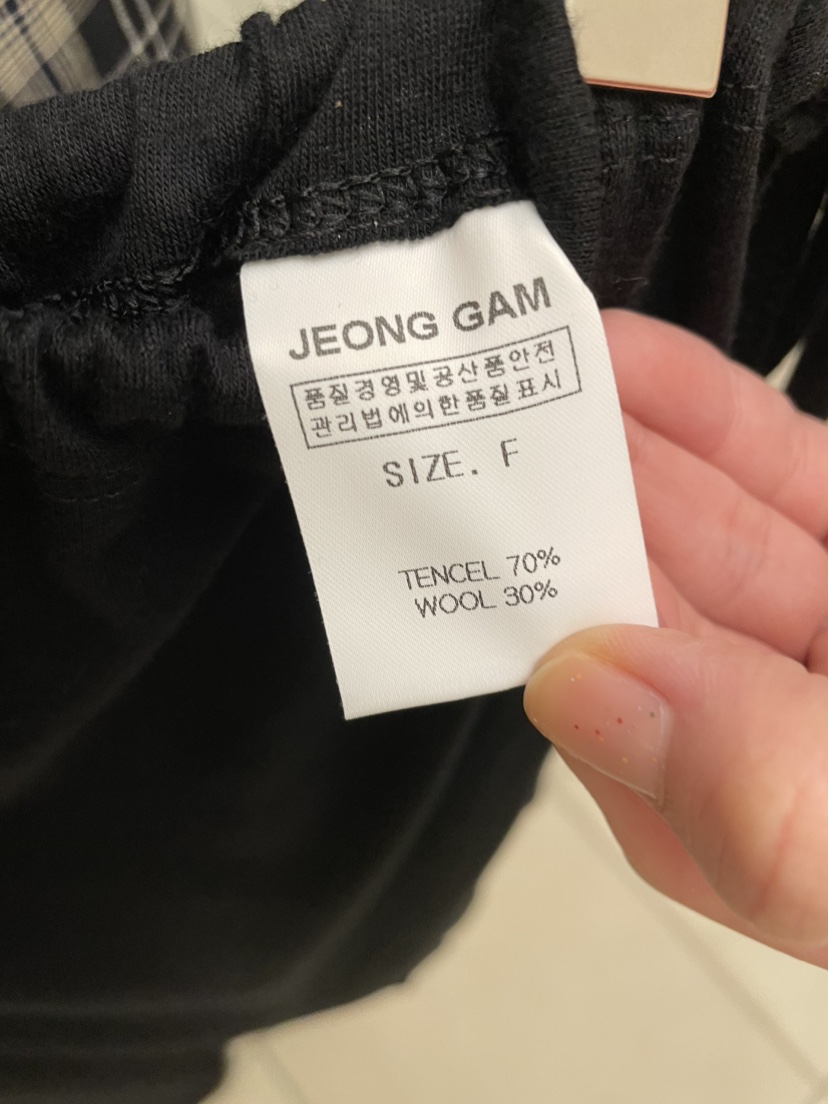 JEONG GAM
품질경영및공산품안전
관리법에의한품질표시
SIZE. F
TENCEL 70%
WOOL 30%